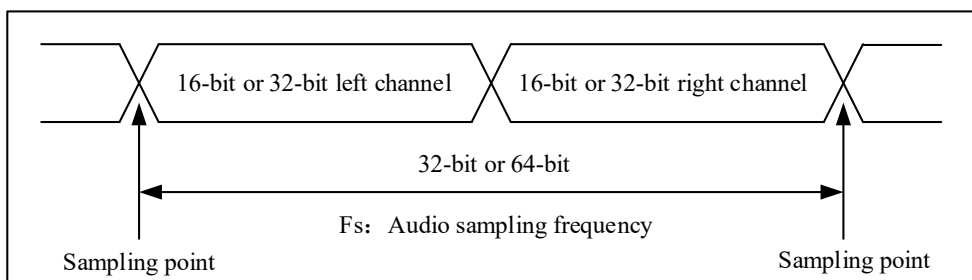 16-bit or 32-bit left channel 16-bit or 32-bit right channel
32-bit or 64-bit
Fs：Audio sampling frequency
Sampling point Sampling point